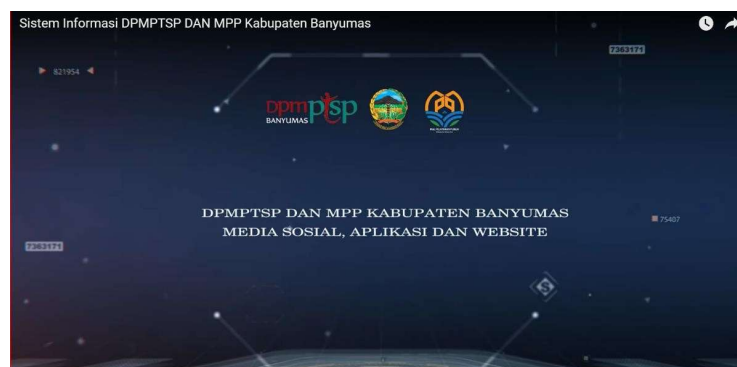 Sistem Informasi DPMPTSP DAN MPP Kabupaten Banyumas
7363171
821954
Dpmptsp
BANYUMAS
DPMPTSP DAN MPP KABUPATEN BANYUMAS
MEDIA SOSIAL, APLIKASI DAN WEBSITE
75407
7363171
S